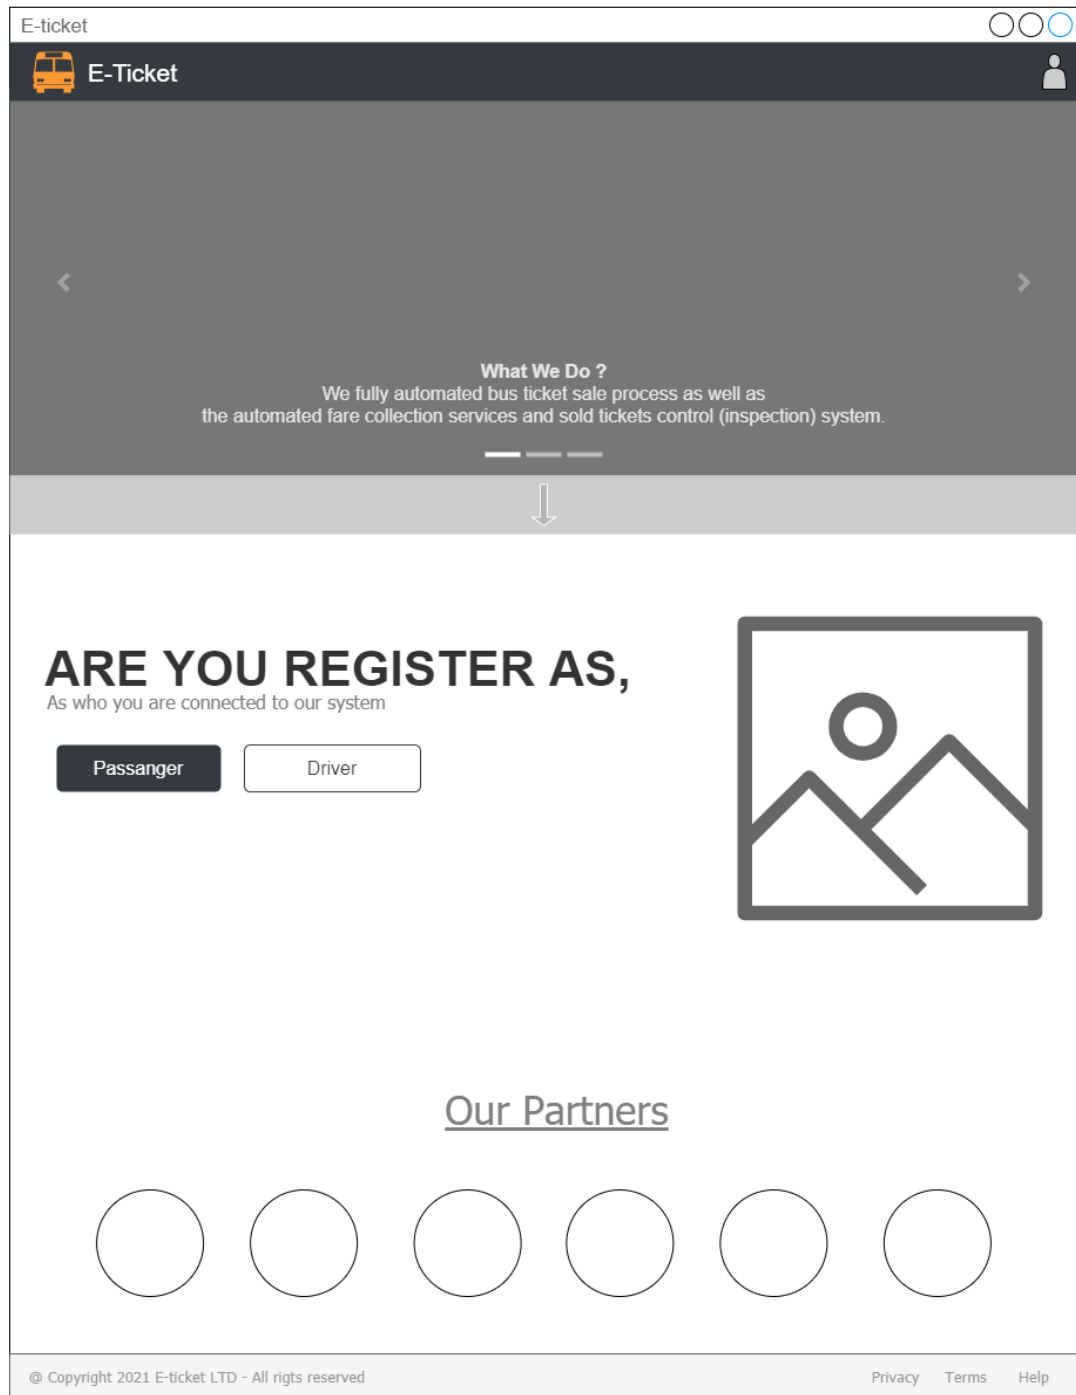 E-ticket
E-Ticket
What We Do ?
We fully automated bus ticket sale process as well as
the automated fare collection services and sold tickets control (inspection) system.
ARE YOU REGISTER AS,
As who you are connected to our system
Passanger
Driver
Our Partners
@ Copyright 2021 E-ticket LTD - All rigts reserved
Privacy Terms Help